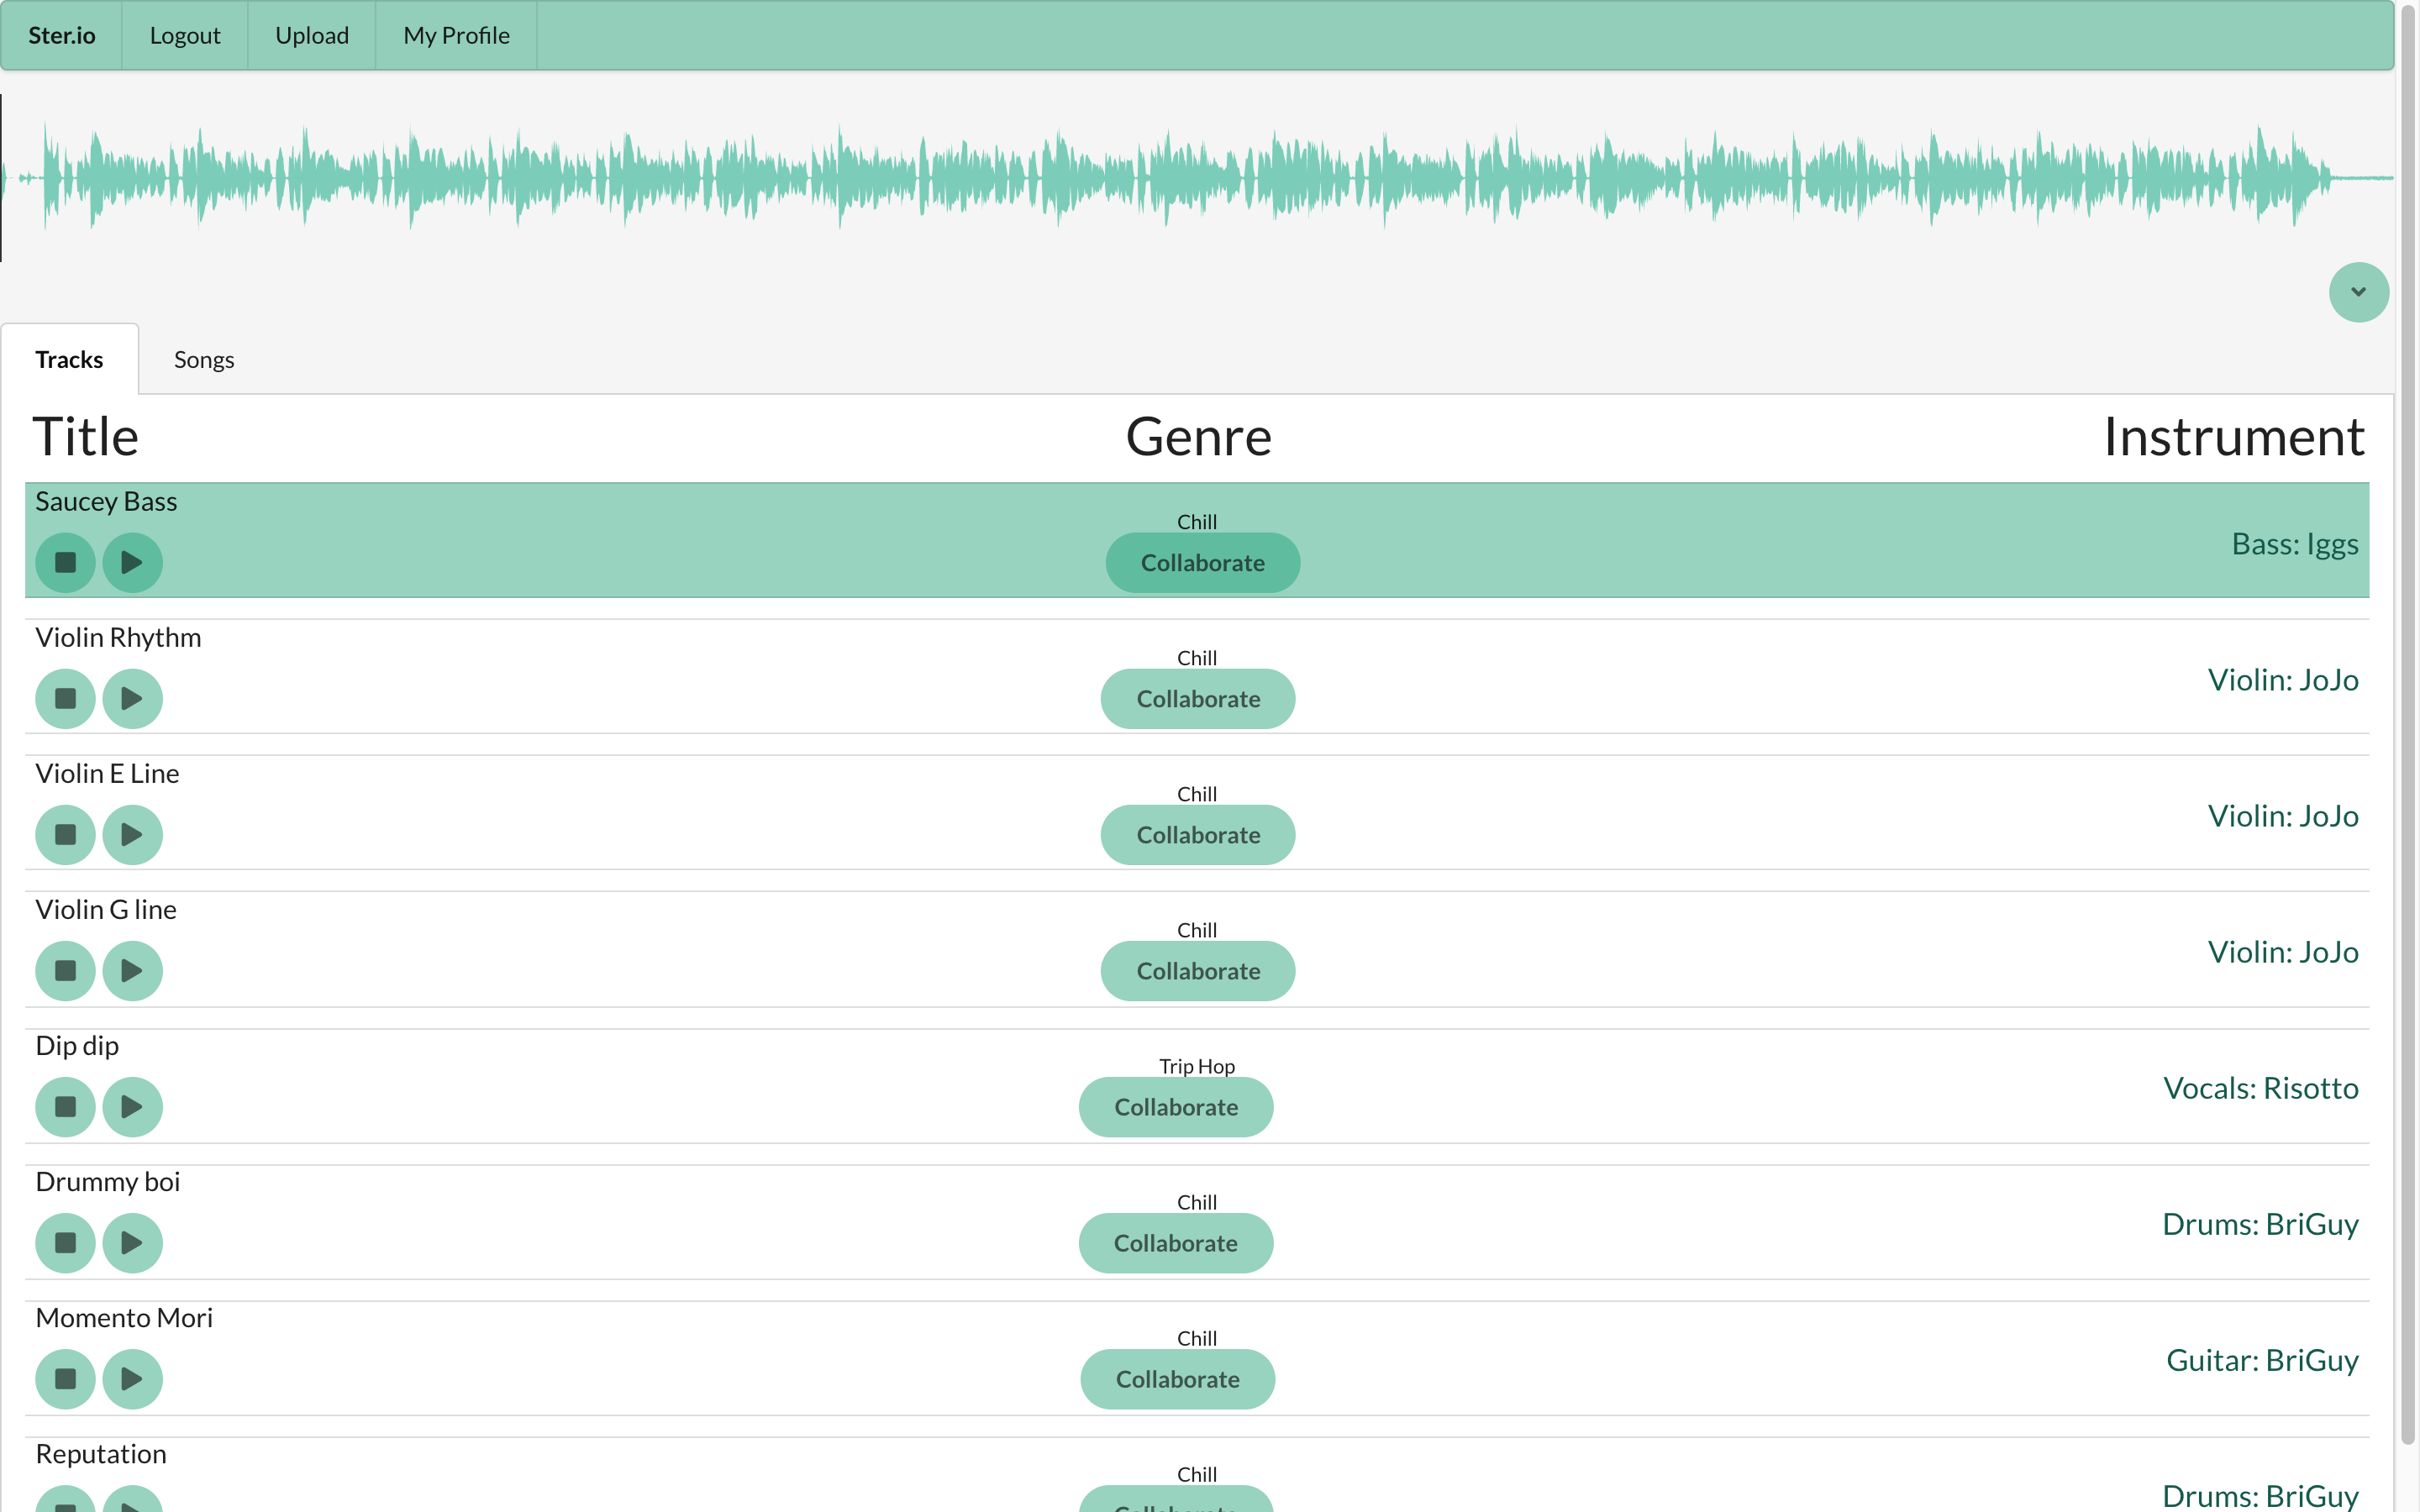 Ster.io Logout Upload My Profile
Tracks Songs
Title Genre Instrument
Saucey Bass
Chill
Collaborate
Bass: Iggs
Violin Rhythm
Chill
Collaborate
Violin: JoJo
Violin E Line
Chill
Collaborate
Violin: JoJo
Violin G line
Chill
Collaborate
Violin: JoJo
Dip dip
Trip Hop
Collaborate
Vocals: Risotto
Drummy boi
Chill
Collaborate
Drums: BriGuy
Momento Mori
Chill
Collaborate
Guitar: BriGuy
Reputation
Chill
Collaborate
Drums: BriGuy